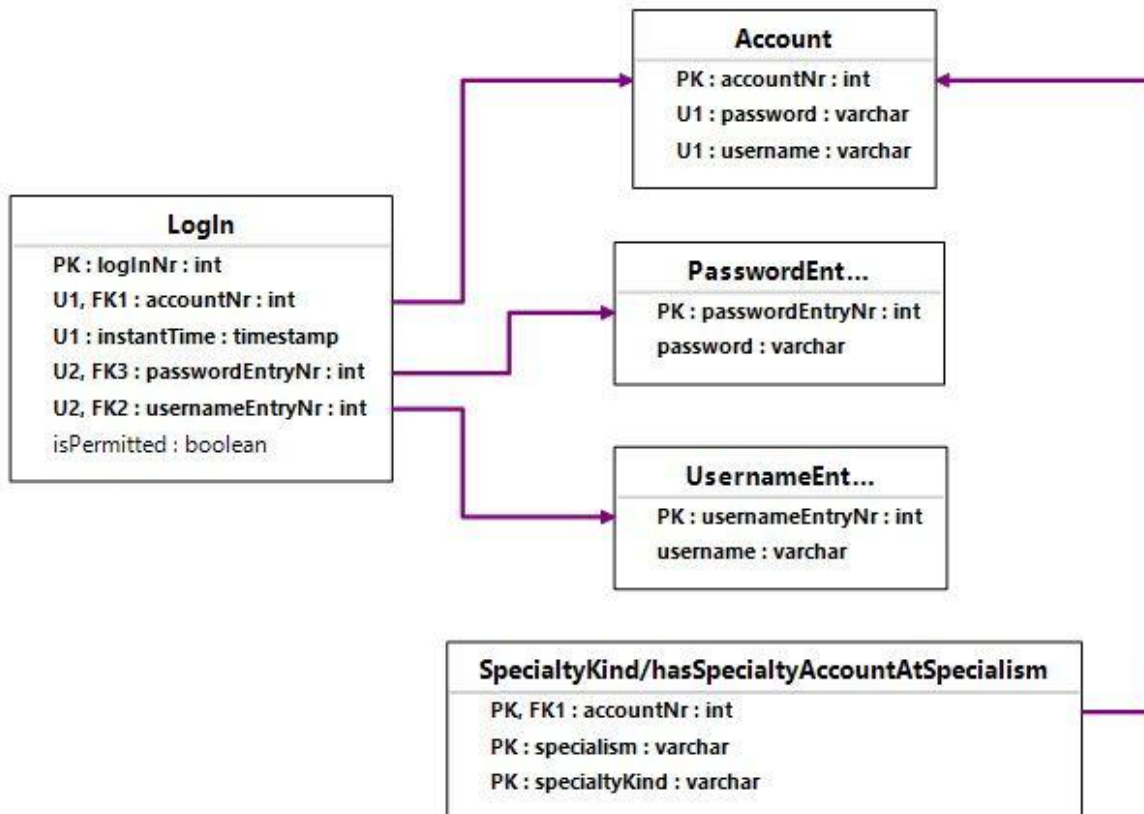 Account
PK : accountNr : int
U1 : password : varchar
U1 : username : varchar
LogIn
PK : logInNr : int
U1, FK1 : accountNr : int
U1 : instantTime : timestamp
U2, FK3 : passwordEntryNr : int
U2, FK2 : usernameEntryNr : int
isPermitted : boolean
PasswordEnt...
PK : passwordEntryNr : int
password : varchar
UsernameEnt...
PK : usernameEntryNr : int
username : varchar
SpecialtyKind/hasSpecialtyAccountAtSpecialism
PK, FK1 : accountNr : int
PK : specialism : varchar
PK : specialtyKind : varchar